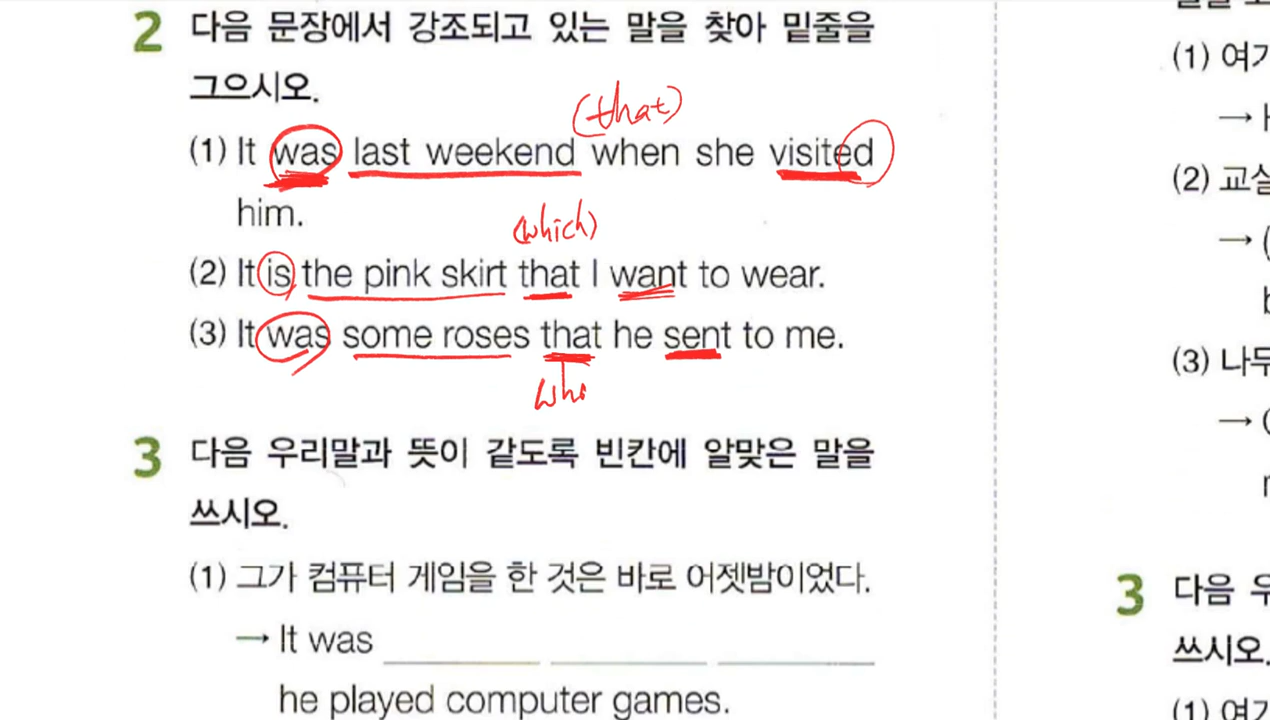 2 다음 문장에서 강조되고 있는 말을 찾아 밑줄을
그으시오.
(that)
(1) It was last weekend when she visited
him.
(which)
(2) It is the pink skirt that I want to wear.
(3) It was some roses that he sent to me.
3 다음 우리말과 뜻이 같도록 빈칸에 알맞은 말을
쓰시오.
(1) 그가 컴퓨터 게임을 한 것은 바로 어젯밤이었다.
→ It was
he played computer games.
(1) 여기
→
(2) 교실
→ (
(3) 나무
→ (
3 다음 우
쓰시오.
(1) 여기